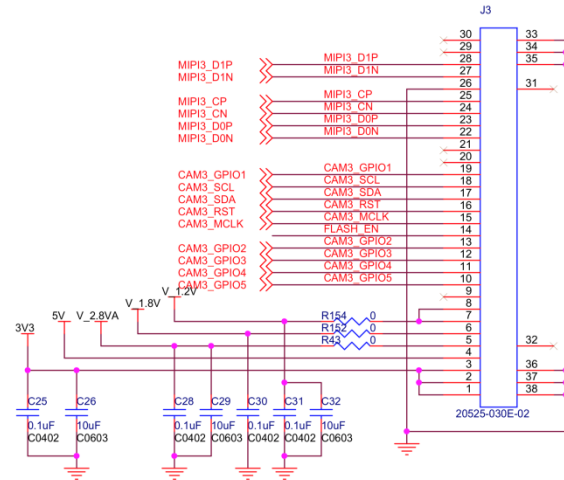 J3
30 33
29 34
MIPI3_D1P MIPI3_D1P 28 35
MIPI3_D1N MIPI3_D1N 27
26 31
MIPI3_CP MIPI3_CP 25
MIPI3_CN MIPI3_CN 24
MIPI3_D0P MIPI3_D0P 23
MIPI3_D0N MIPI3_D0N 22
21
20
CAM3_GPIO1 CAM3_GPIO1 19
CAM3_SCL CAM3_SCL 18
CAM3_SDA CAM3_SDA 17
CAM3_RST CAM3_RST 16
CAM3_MCLK CAM3_MCLK 15
FLASH_EN 14
CAM3_GPIO2 CAM3_GPIO2 13
CAM3_GPIO3 CAM3_GPIO3 12
CAM3_GPIO4 CAM3_GPIO4 11
CAM3_GPIO5 CAM3_GPIO5 10
9
V_1.2V 8
V_1.8V R154 0 7
5V V_2.8VA R152 0 6
3V3 R43 0 5 32
4
3 36
2 37
1 38
C25 C26 C28 C29 C30 C31 C32
20525-030E-02
0.1uF 10uF 0.1uF 10uF 0.1uF 0.1uF 10uF
C0402 C0603 C0402 C0603 C0402 C0402 C0603